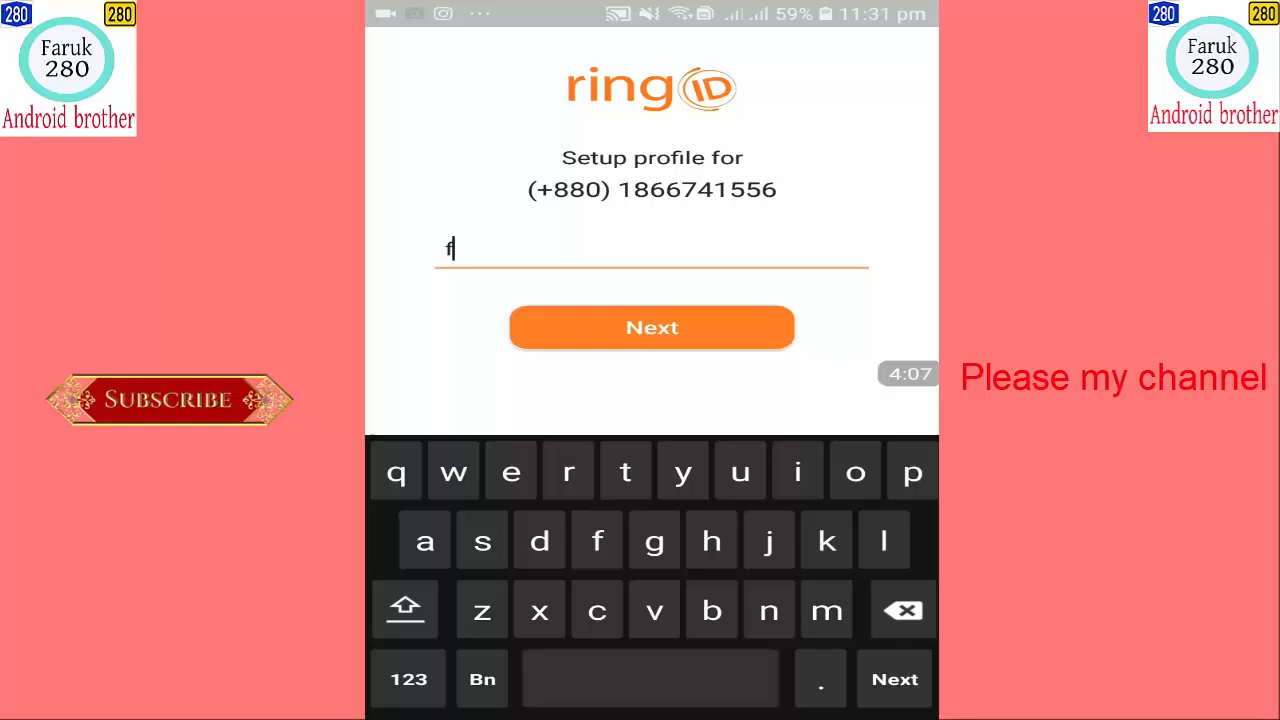 280
280
Faruk
280
Android brother
59% 11:31 pm
ringID
Setup profile for
(+880) 1866741556
f
Next
4:07
280
280
Faruk
280
Android brother
SUBSCRIBE
Please my channel
q w e r t y u i o p
a s d f g h j k l
z x c v b n m
123 Bn . Next